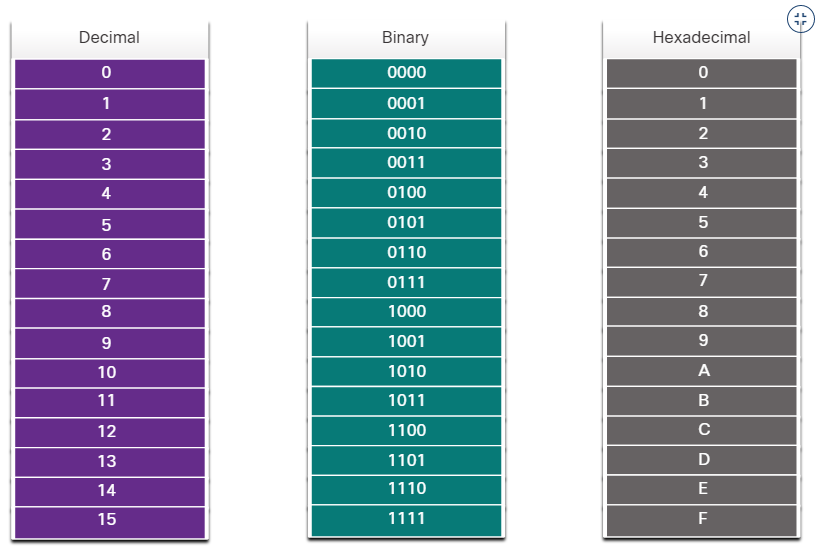 Decimal Binary Hexadecimal
0 0000 0
1 0001 1
2 0010 2
3 0011 3
4 0100 4
5 0101 5
6 0110 6
7 0111 7
8 1000 8
9 1001 9
10 1010 A
11 1011 B
12 1100 C
13 1101 D
14 1110 E
15 1111 F